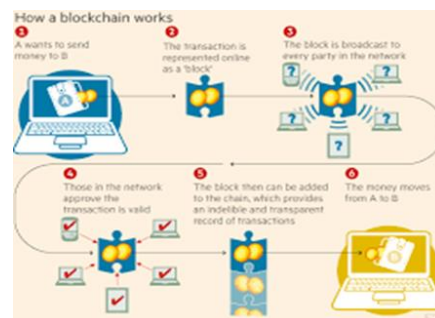 How a blockchain works
1
A wants to send
money to B
2
The transaction is
represented online
as a 'block'
3
The block is broadcast to
every party in the network
? ? ? ? ?
4
Those in the network
approve the
transaction is valid
5
The block then can be added
to the chain, which provides
an indelible and transparent
record of transactions
6
The money moves
from A to B